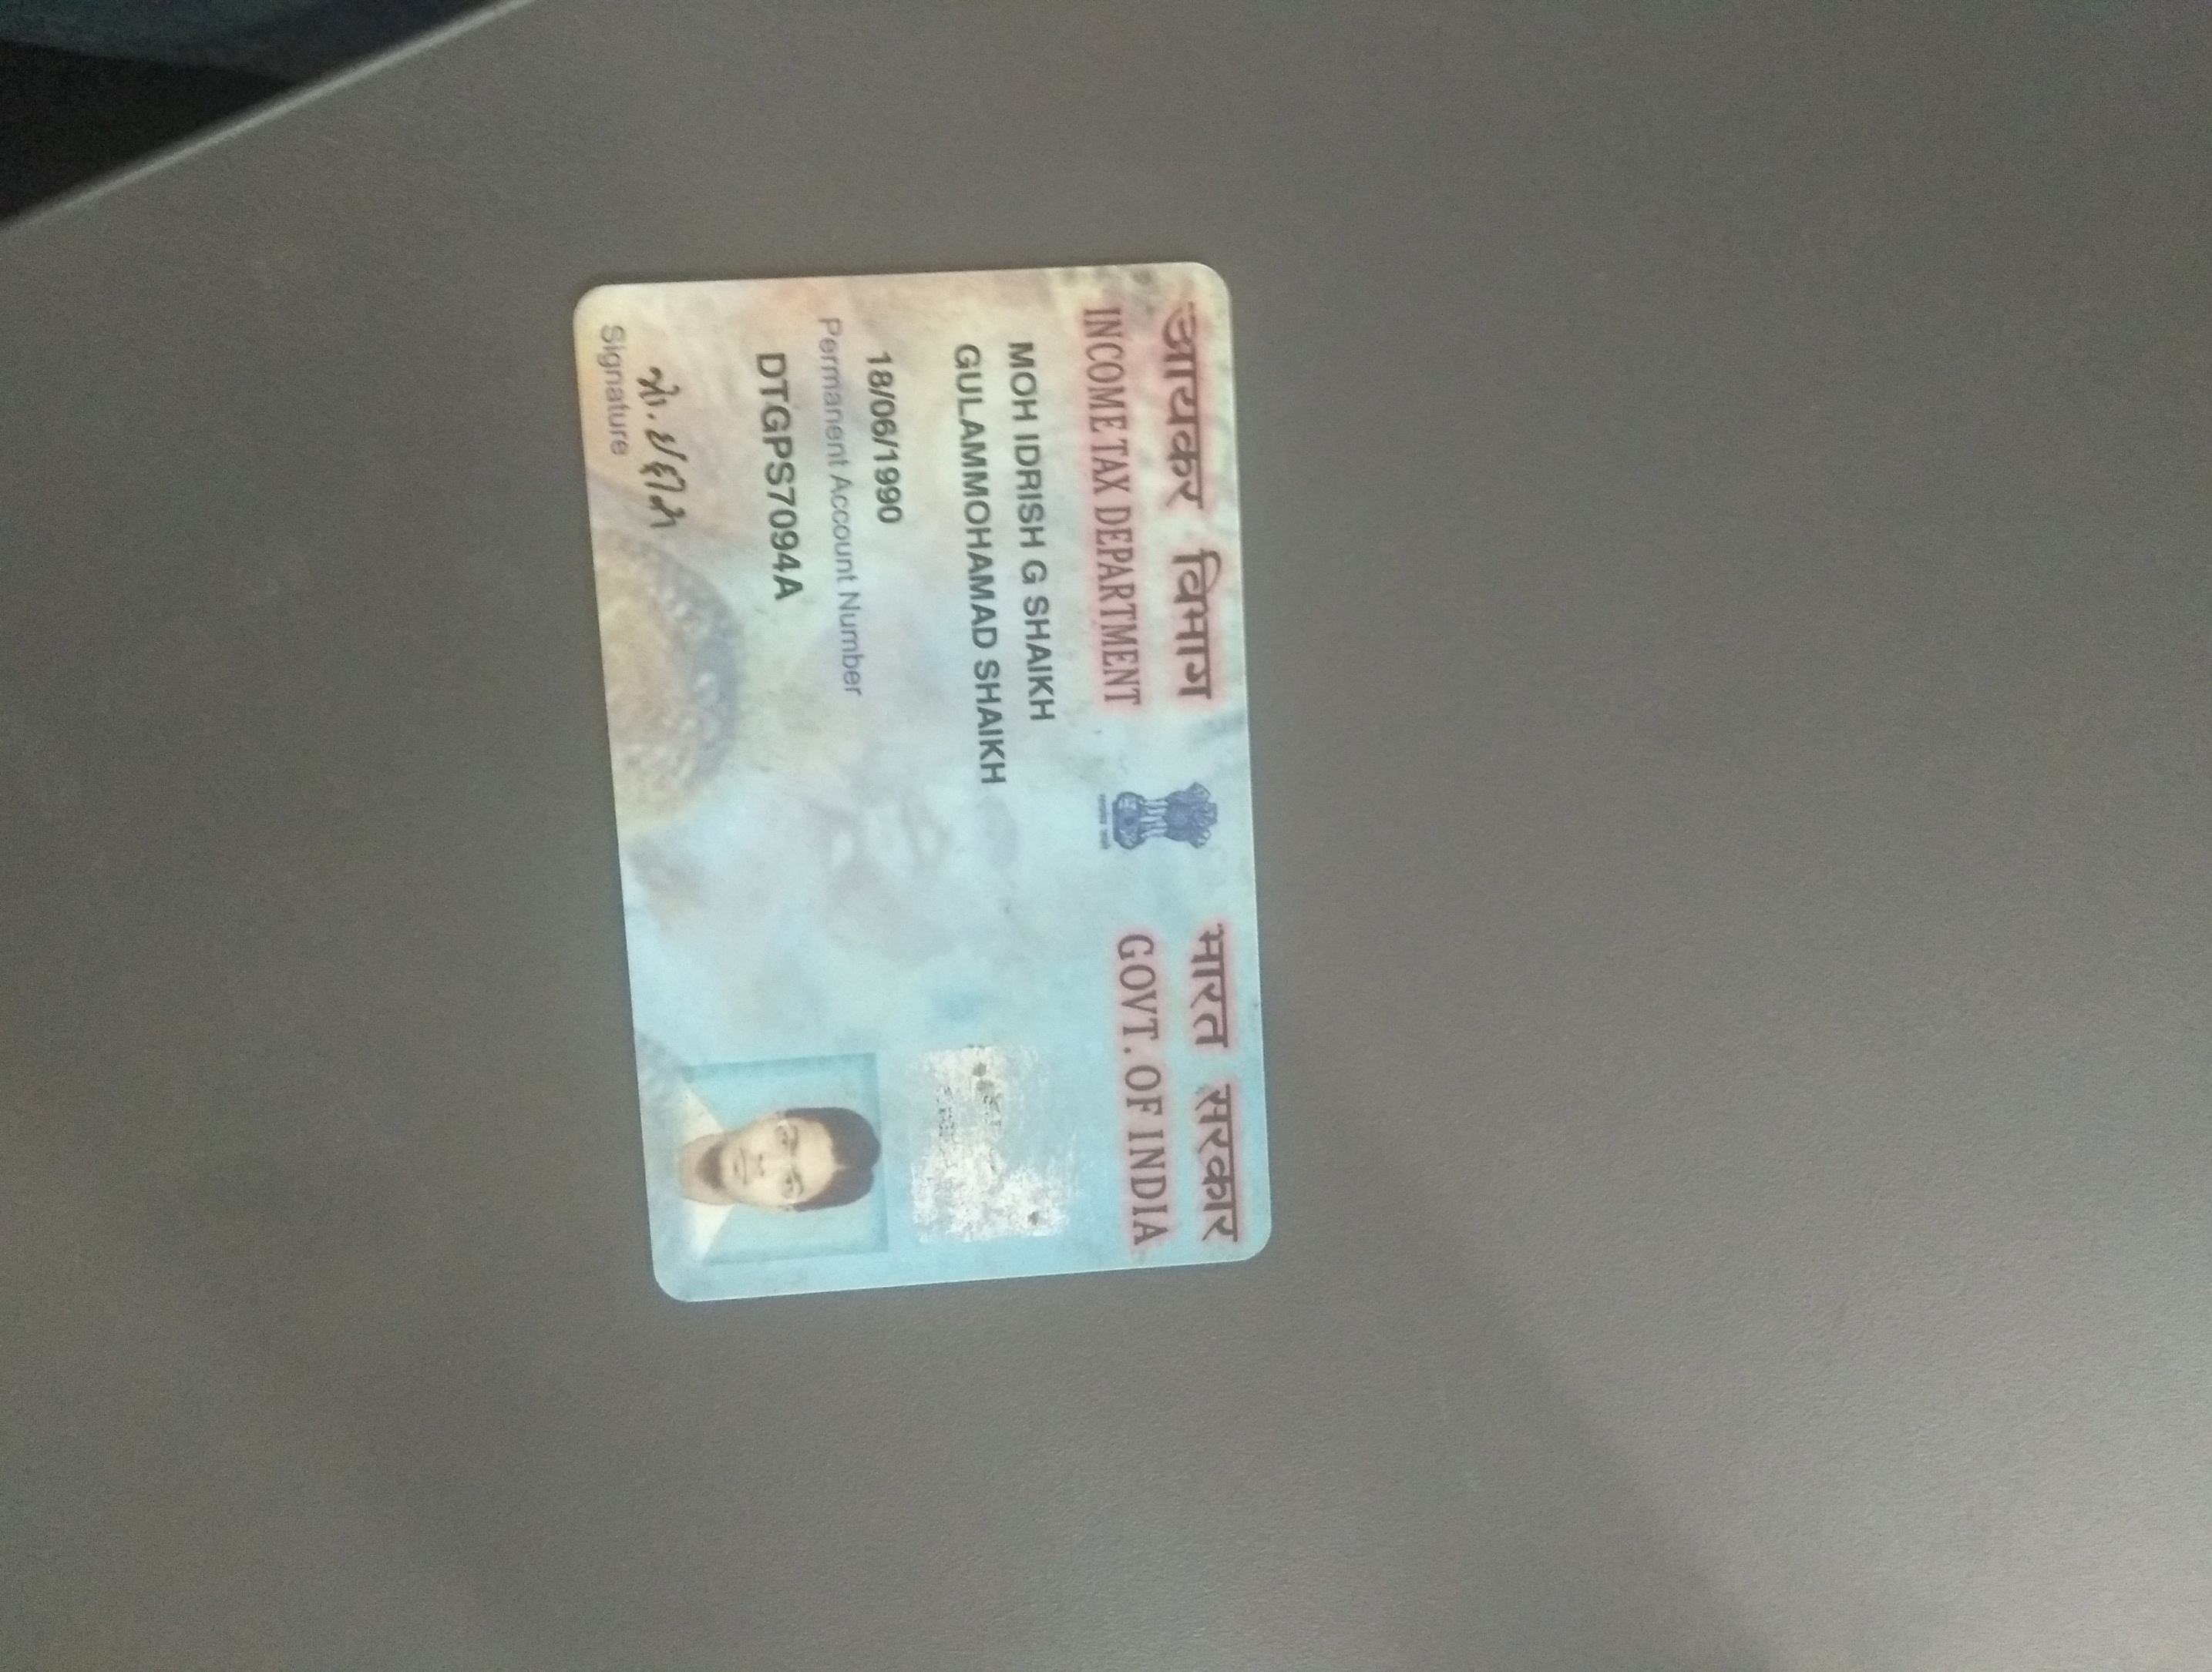 आयकर विभाग
INCOME TAX DEPARTMENT
भारत सरकार
GOVT. OF INDIA
MOH IDRISH G SHAIKH
GULAMMOHAMAD SHAIKH
18/06/1990
Permanent Account Number
DTGPS7094A
Signature